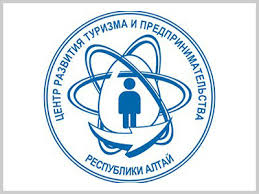 ЦЕНТР РАЗВИТИЯ ТУРИЗМА И ПРЕДПРИНИМАТЕЛЬСТВА
РЕСПУБЛИКИ АЛТАЙ